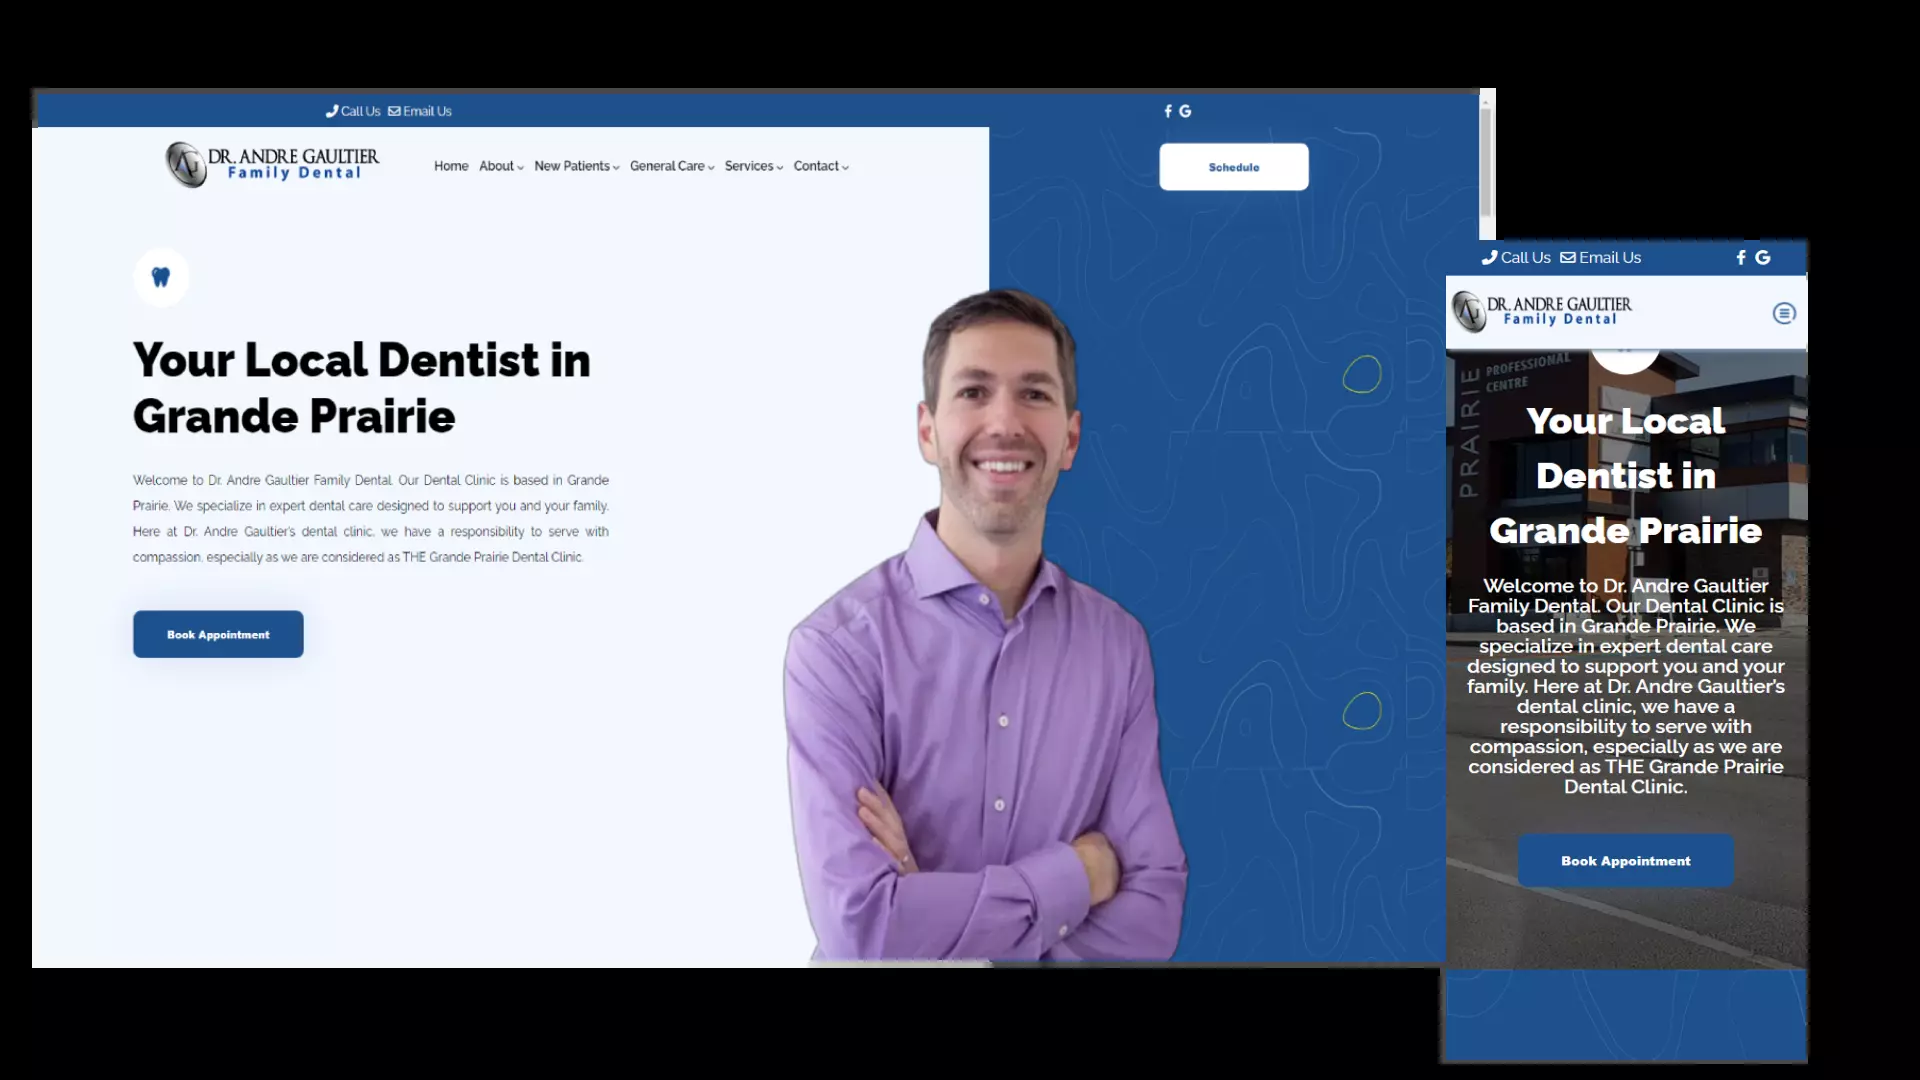 Call Us Email Us
DR. ANDRE GAULTIER
Family Dental
Home About New Patients General Care Services Contact
Schedule
Your Local Dentist in
Grande Prairie
Welcome to Dr. Andre Gaultier Family Dental. Our Dental Clinic is based in Grande
Prairie. We specialize in expert dental care designed to support you and your family.
Here at Dr. Andre Gaultier's dental clinic, we have a responsibility to serve with
compassion, especially as we are considered as THE Grande Prairie Dental Clinic.
Book Appointment
Call Us Email Us
DR. ANDRE GAULTIER
Family Dental
PRAIRIE
PROFESSIONAL
CENTRE
Your Local
Dentist in
Grande Prairie
Welcome to Dr. Andre Gaultier
Family Dental. Our Dental Clinic is
based in Grande Prairie. We
specialize in expert dental care
designed to support you and your
family. Here at Dr. Andre Gaultier's
dental clinic, we have a
responsibility to serve with
compassion, especially as we are
considered as THE Grande Prairie
Dental Clinic.
Book Appointment